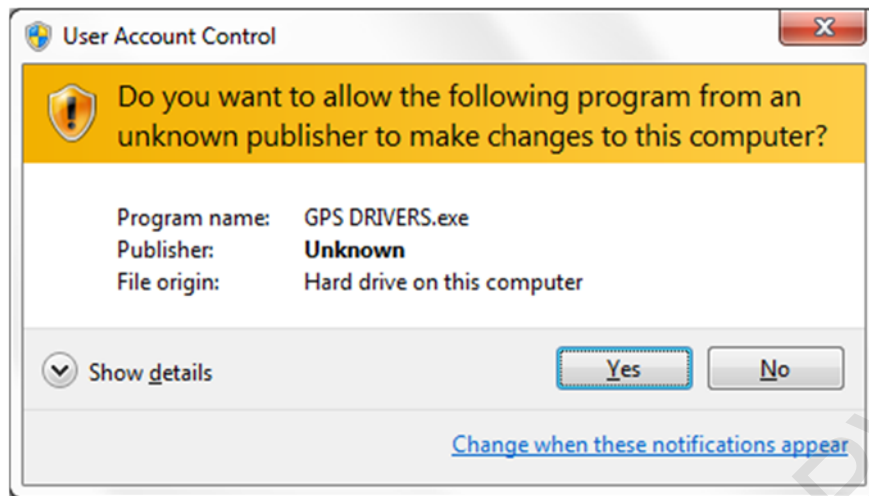 User Account Control
Do you want to allow the following program from an
unknown publisher to make changes to this computer?
Program name: GPS DRIVERS.exe
Publisher: Unknown
File origin: Hard drive on this computer
Show details
Yes
No
Change when these notifications appear